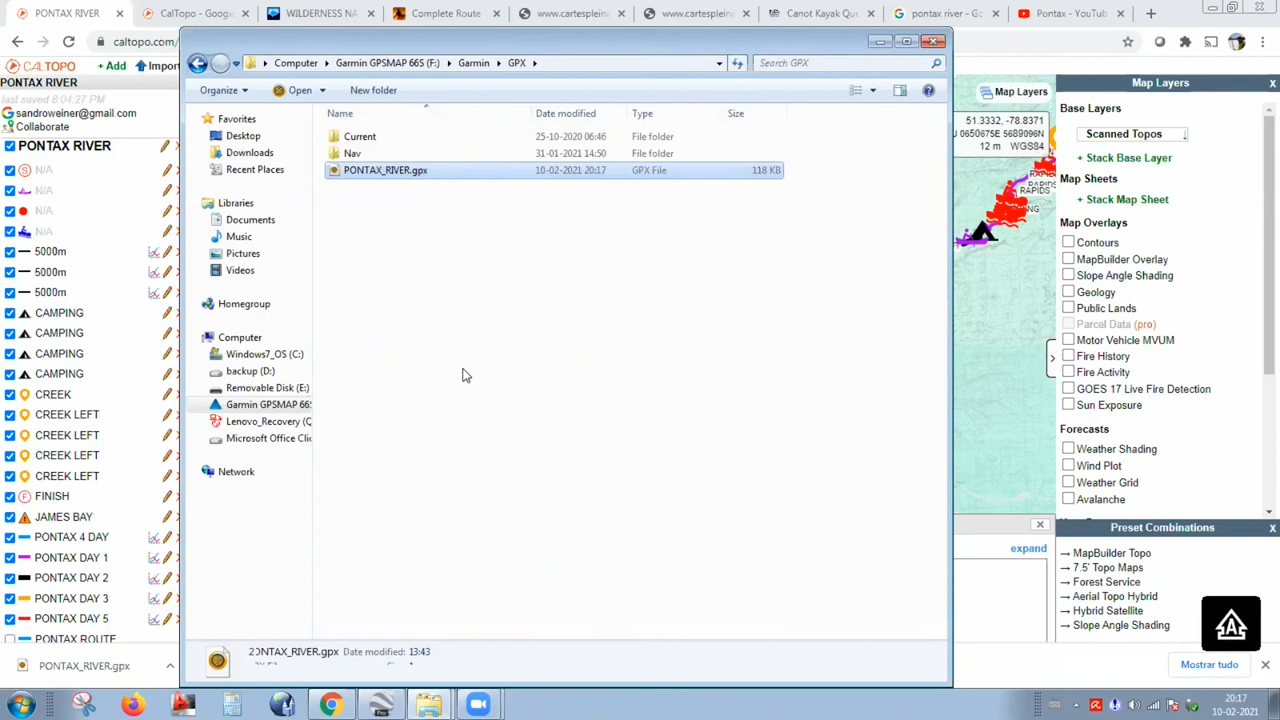 PONTAX RIVER
CalTopo - Google
WILDERNESS NA
Complete Route
www.cartesplein
www.cartesplein
Canot Kayak Que
pontax river - G
Pontax - YouTube
caltopo.com/
CALTOPO
+ Add
Import
PONTAX RIVER
last saved 8:04:27 PM
sandroweiner@gmail.com
Collaborate
PONTAX RIVER
N/A
N/A
N/A
N/A
5000m
5000m
5000m
CAMPING
CAMPING
CAMPING
CAMPING
CREEK
CREEK LEFT
CREEK LEFT
CREEK LEFT
CREEK LEFT
FINISH
JAMES BAY
PONTAX 4 DAY
PONTAX DAY 1
PONTAX DAY 2
PONTAX DAY 3
PONTAX DAY 5
PONTAX ROUTE
PONTAX_RIVER.gpx
Computer
Garmin GPSMAP 66S (F:)
Garmin
GPX
Search GPX
Organize
Open
New folder
Name
Date modified
Type
Size
Current
25-10-2020 06:46
File folder
Nav
31-01-2021 14:50
File folder
PONTAX_RIVER.gpx
10-02-2021 20:17
GPX File
118 KB
Favorites
Desktop
Downloads
Recent Places
Libraries
Documents
Music
Pictures
Videos
Homegroup
Computer
Windows7_OS (C:)
backup (D:)
Removable Disk (E:)
Garmin GPSMAP 66S
Lenovo_Recovery (Q
Microsoft Office Clic
Network
ONTAX_RIVER.gpx
Date modified: 13:43
Map Layers
51.3332, -78.8371
0650675E 5689096N
12 m
WGS84
RAPIDS
RAPIDS
RAPIDS
NG
Map Layers
X
Base Layers
Scanned Topos
+ Stack Base Layer
Map Sheets
+ Stack Map Sheet
Map Overlays
Contours
MapBuilder Overlay
Slope Angle Shading
Geology
Public Lands
Parcel Data (pro)
Motor Vehicle MVUM
Fire History
Fire Activity
GOES 17 Live Fire Detection
Sun Exposure
Forecasts
Weather Shading
Wind Plot
Weather Grid
Avalanche
expand
Preset Combinations
X
→ MapBuilder Topo
→ 7.5' Topo Maps
→ Forest Service
→ Aerial Topo Hybrid
→ Hybrid Satellite
→ Slope Angle Shading
Mostrar tudo
20:17
10-02-2021